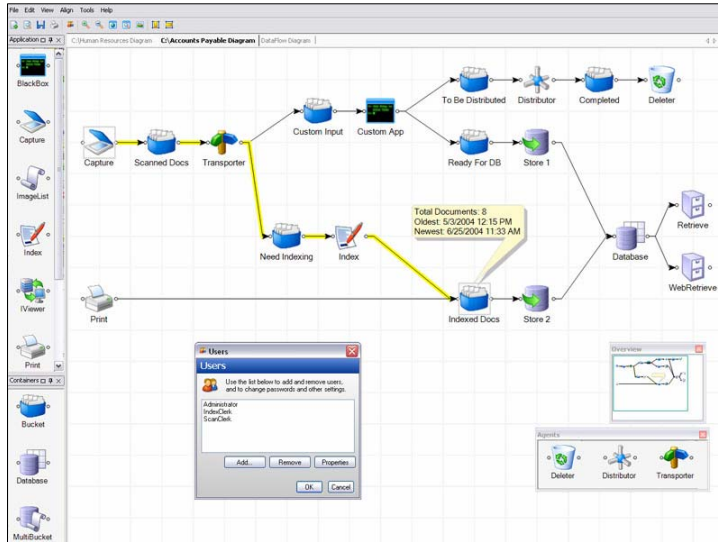 File Edit View Align Tools Help
Application
C:\Human Resources Diagram C:\Accounts Payable Diagram DataFlow Diagram
BlackBox
Capture
ImageList
Index
IViewer
Print
Containers
Bucket
Database
MultiBucket
To Be Distributed
Distributor
Completed
Deleter
Custom Input
Custom App
Capture
Scanned Docs
Transporter
Ready For DB
Store 1
Total Documents: 8
Oldest: 5/3/2004 12:15 PM
Newest: 6/25/2004 11:33 AM
Retrieve
Need Indexing
Index
Database
WebRetrieve
Print
Indexed Docs
Store 2
Users
Users
Use the list below to add and remove users,
and to change passwords and other settings.
Administrator
IndexClerk
ScanClerk
Add... Remove Properties
OK Cancel
Overview
Agents
Deleter Distributor Transporter